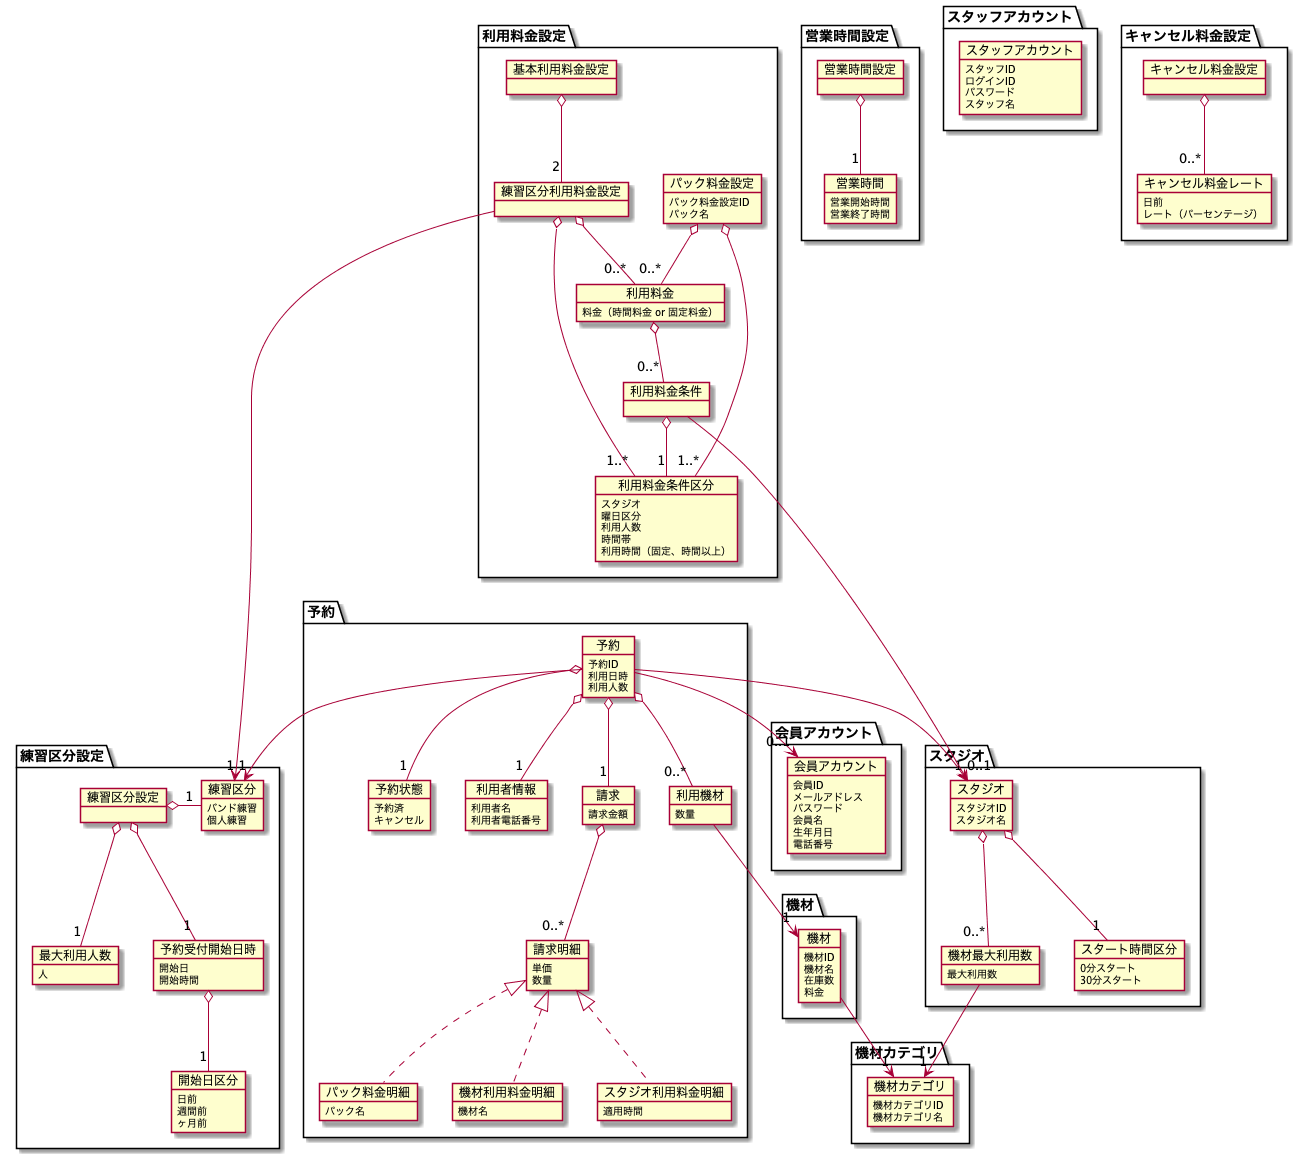 利用料金設定
基本利用料金設定
2
練習区分利用料金設定
パック料金設定
パック料金設定ID
パック名
0..*
0..*
利用料金
料金（時間料金 or 固定料金）
0..*
利用料金条件
1..*
1
1..*
利用料金条件区分
スタジオ
曜日区分
利用人数
時間帯
利用時間（固定、時間以上）
営業時間設定
営業時間設定
1
営業時間
営業開始時間
営業終了時間
スタッフアカウント
スタッフアカウント
スタッフID
ログインID
パスワード
スタッフ名
キャンセル料金設定
キャンセル料金設定
0..*
キャンセル料金レート
日前
レート（パーセンテージ）
予約
予約
予約ID
利用日時
利用人数
1
予約状態
予約済
キャンセル
1
利用者情報
利用者名
利用者電話番号
1
請求
請求金額
0..*
利用機材
数量
0..*
請求明細
単価
数量
パック料金明細
パック名
機材利用料金明細
機材名
スタジオ利用料金明細
適用時間
練習区分設定
練習区分設定
1
1
1
練習区分
バンド練習
個人練習
1
最大利用人数
人
1
予約受付開始日時
開始日
開始時間
1
開始日区分
日前
週間前
ヶ月前
会員アカウント
0..1
会員アカウント
会員ID
メールアドレス
パスワード
会員名
生年月日
電話番号
機材
1
機材
機材ID
機材名
在庫数
料金
スタジオ
1
0..1
スタジオ
スタジオID
スタジオ名
0..*
機材最大利用数
最大利用数
1
スタート時間区分
0分スタート
30分スタート
機材カテゴリ
1
1
機材カテゴリ
機材カテゴリID
機材カテゴリ名